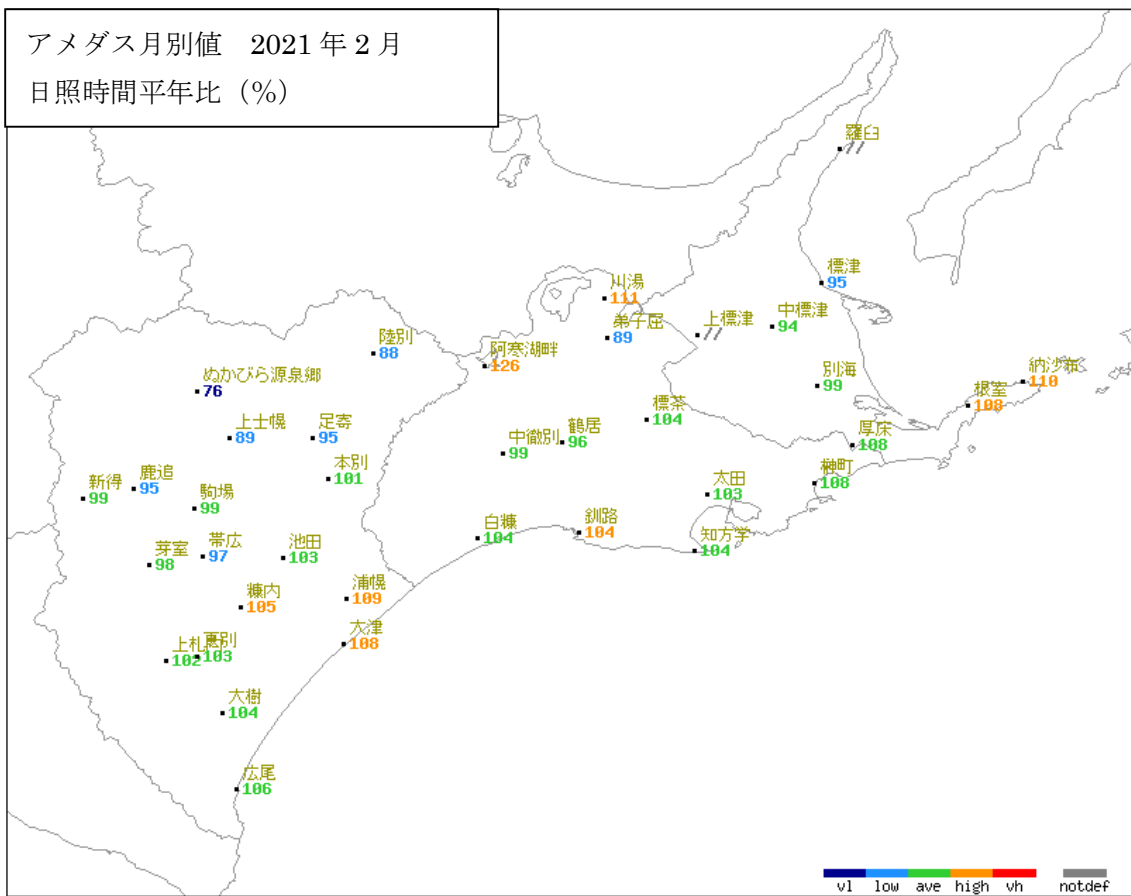 アメダス月別値 2021年2月
日照時間平年比（%）
羅臼
//
標津
95
川湯
111
中標津
94
上標津
//
弟子屈
89
陸別
88
阿寒湖畔
126
ぬかびら源泉郷
76
別海
99
納沙布
110
根室
108
標茶
104
上士幌
89
足寄
95
中徹別
99
鶴居
96
厚床
108
本別
101
新得
99
鹿追
95
駒場
99
太田
103
榊町
108
白糠
104
釧路
104
知方学
104
芽室
98
帯広
97
池田
103
糠内
105
浦幌
109
大津
108
上札
102
更別
103
大樹
104
広尾
106
vl low ave high vh notdef